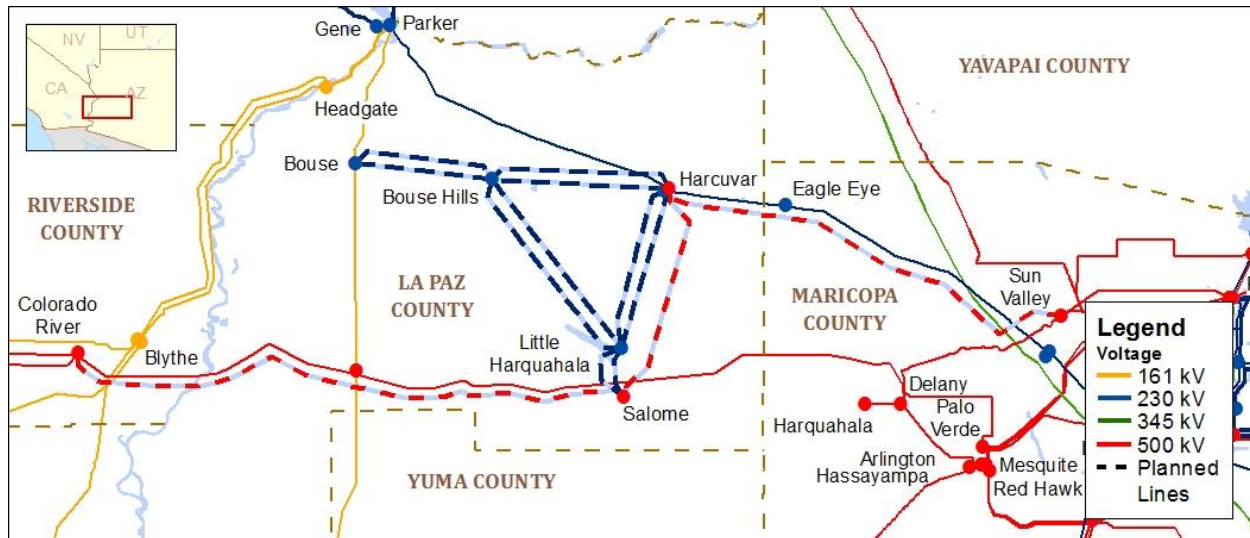 NV
UT
CA
AZ
Gene
Parker
Headgate
YAVAPAI COUNTY
Bouse
Bouse Hills
Harcuvar
Eagle Eye
RIVERSIDE
COUNTY
LA PAZ
COUNTY
MARICOPA
COUNTY
Sun
Valley
Colorado
River
Blythe
Little
Harquahala
Salome
Delany
Harquahala
Palo
Verde
Arlington
Hassayampa
Mesquite
Red Hawk
YUMA COUNTY
Legend
Voltage
161 kV
230 kV
345 kV
500 kV
Planned
Lines